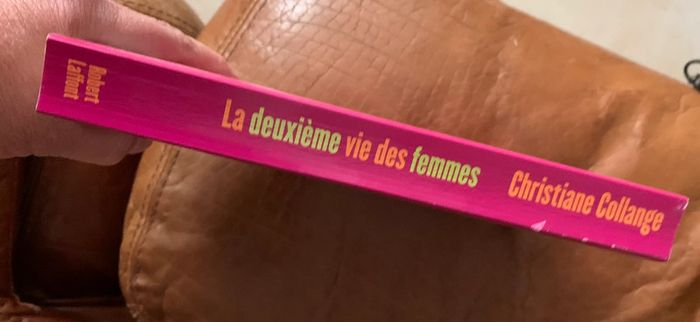 Robert
Laffont
La deuxième vie des femmes
Christiane Collange